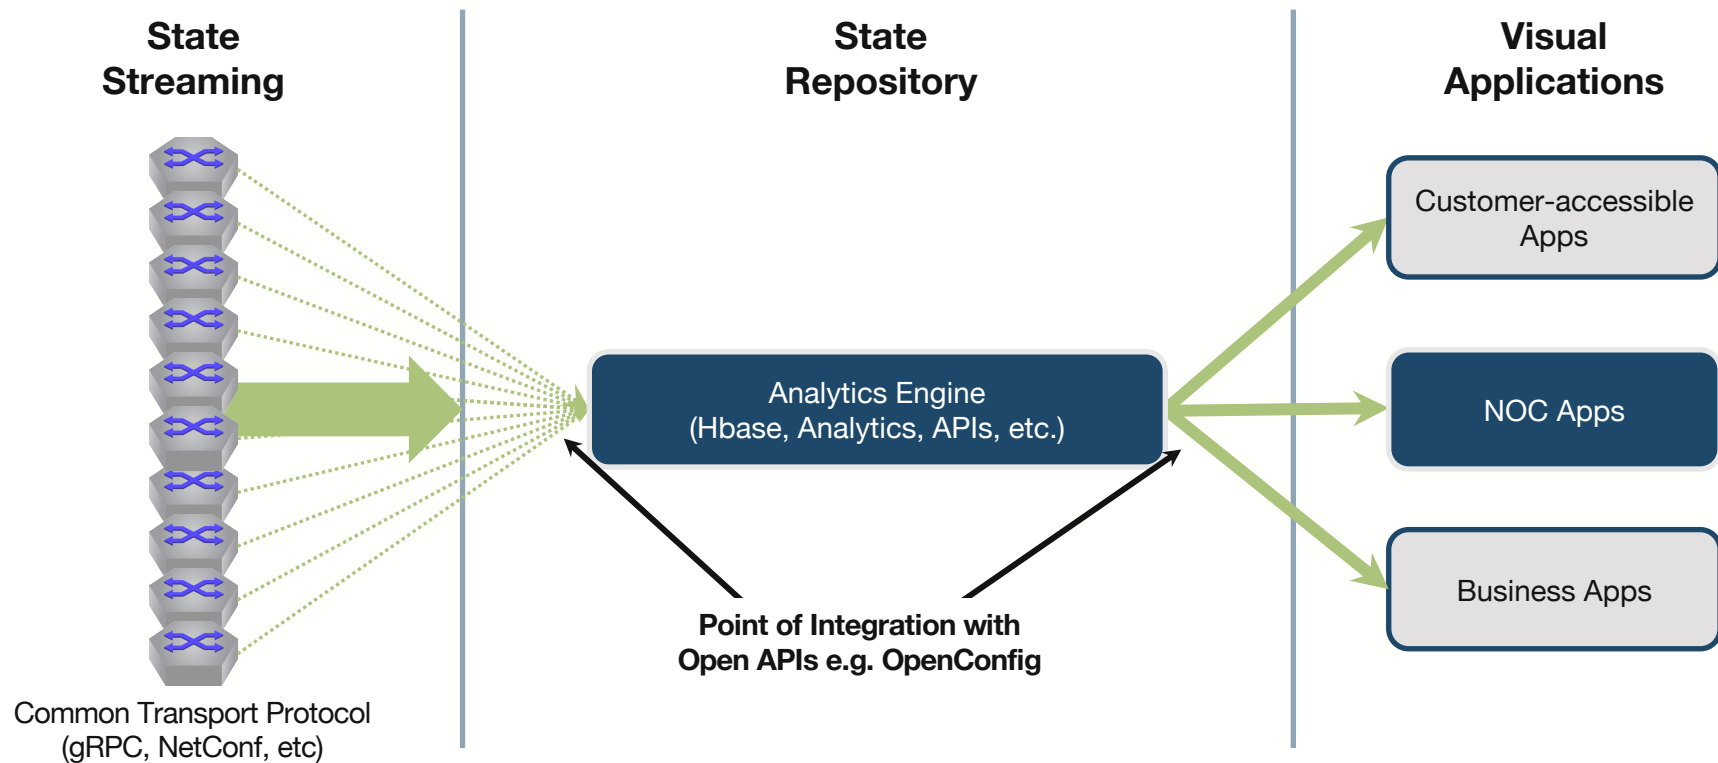 State
Streaming
State
Repository
Visual
Applications
Customer-accessible
Apps
Analytics Engine
(Hbase, Analytics, APIs, etc.)
NOC Apps
Business Apps
Point of Integration with
Open APIs e.g. OpenConfig
Common Transport Protocol
(gRPC, NetConf, etc)